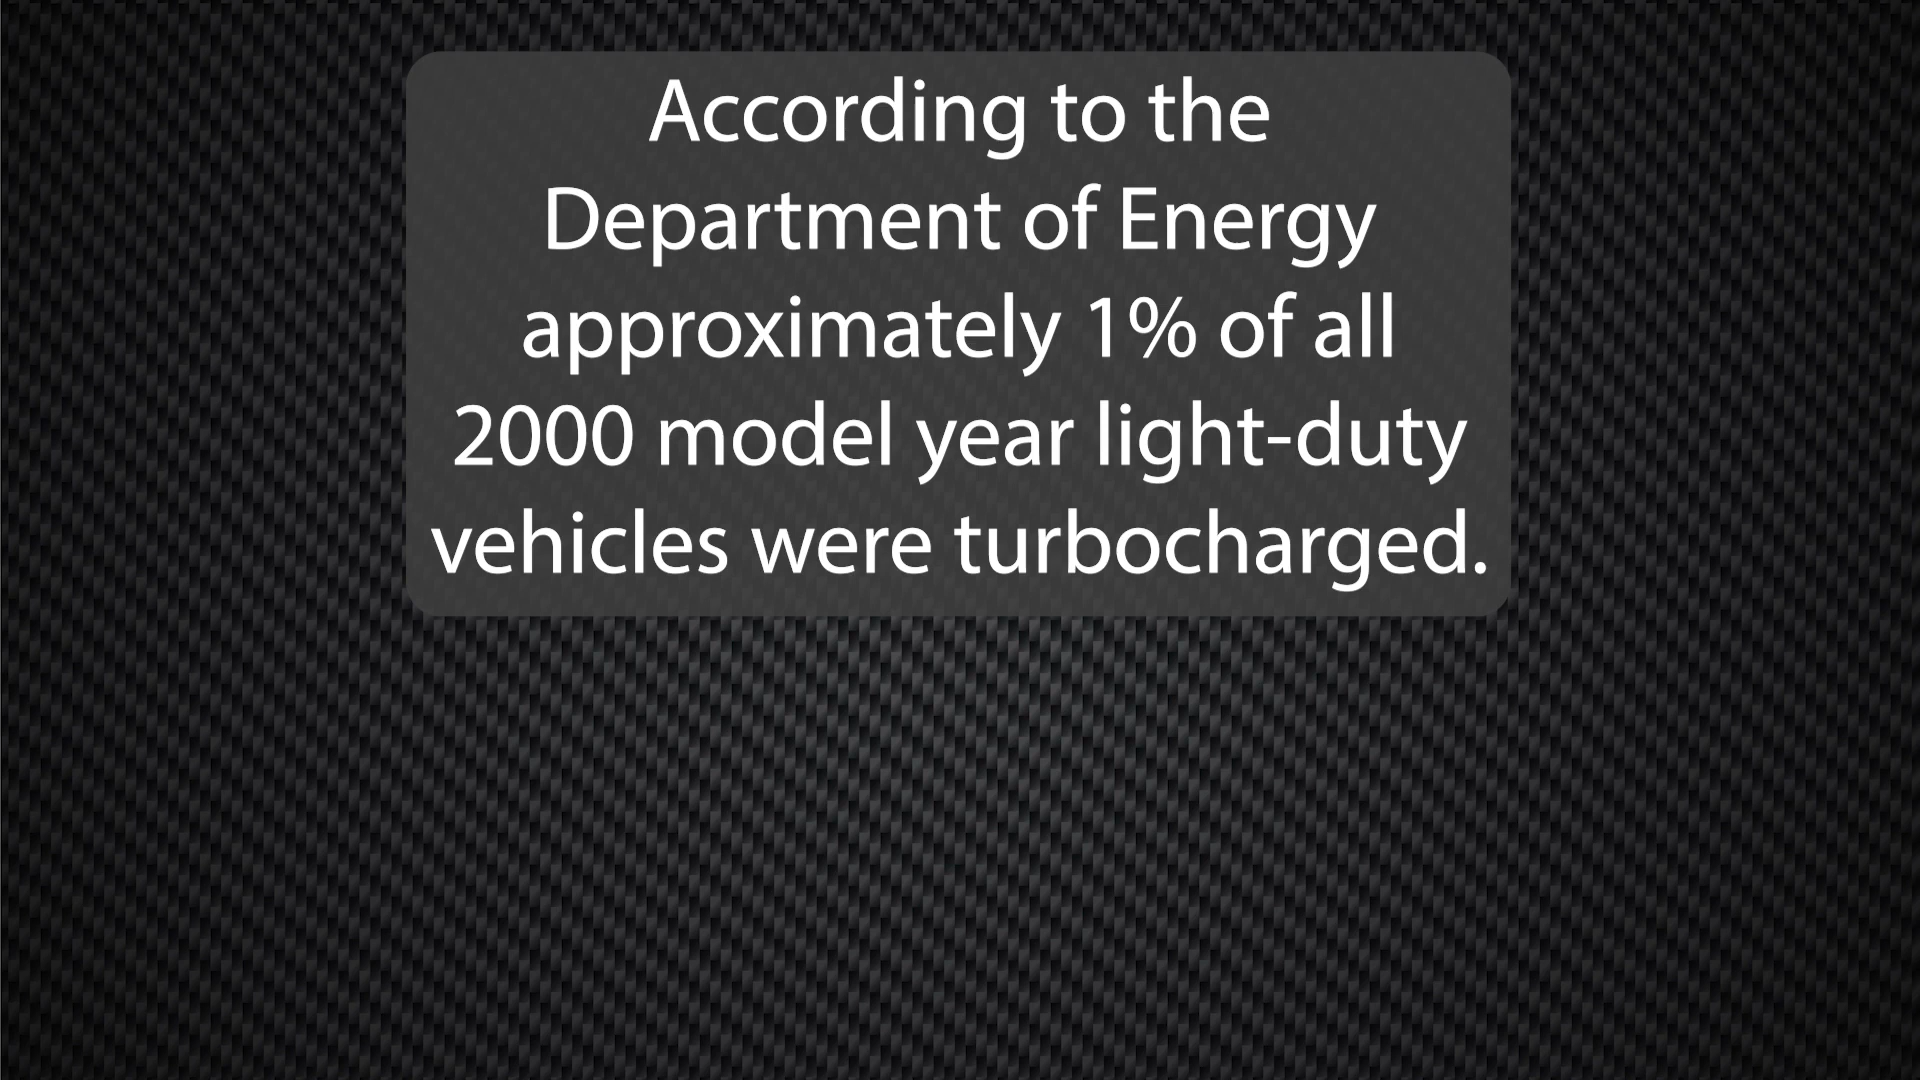 According to the
Department of Energy
approximately 1% of all
2000 model year light-duty
vehicles were turbocharged.